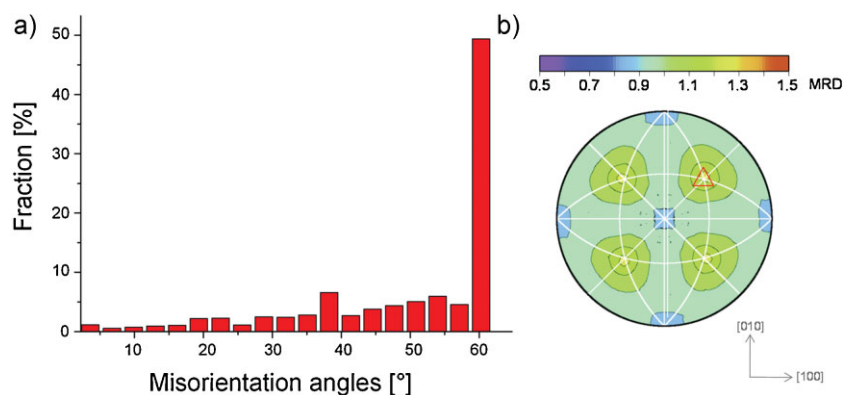 a)
Fraction [%]
50
40
30
20
10
0
10 20 30 40 50 60
Misorientation angles [°]
b)
0.5 0.7 0.9 1.1 1.3 1.5 MRD
[010]
[100]